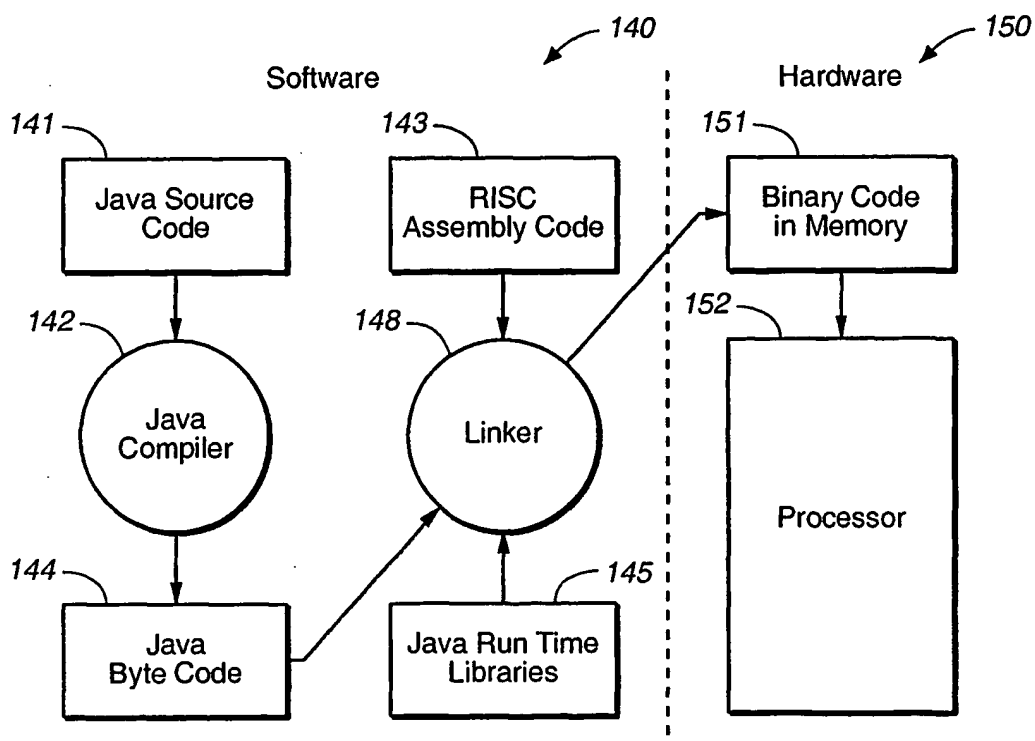 140
150
Software
Hardware
141
143
151
Java Source
Code
RISC
Assembly Code
Binary Code
in Memory
142
148
152
Java
Compiler
Linker
Processor
144
145
Java
Byte Code
Java Run Time
Libraries